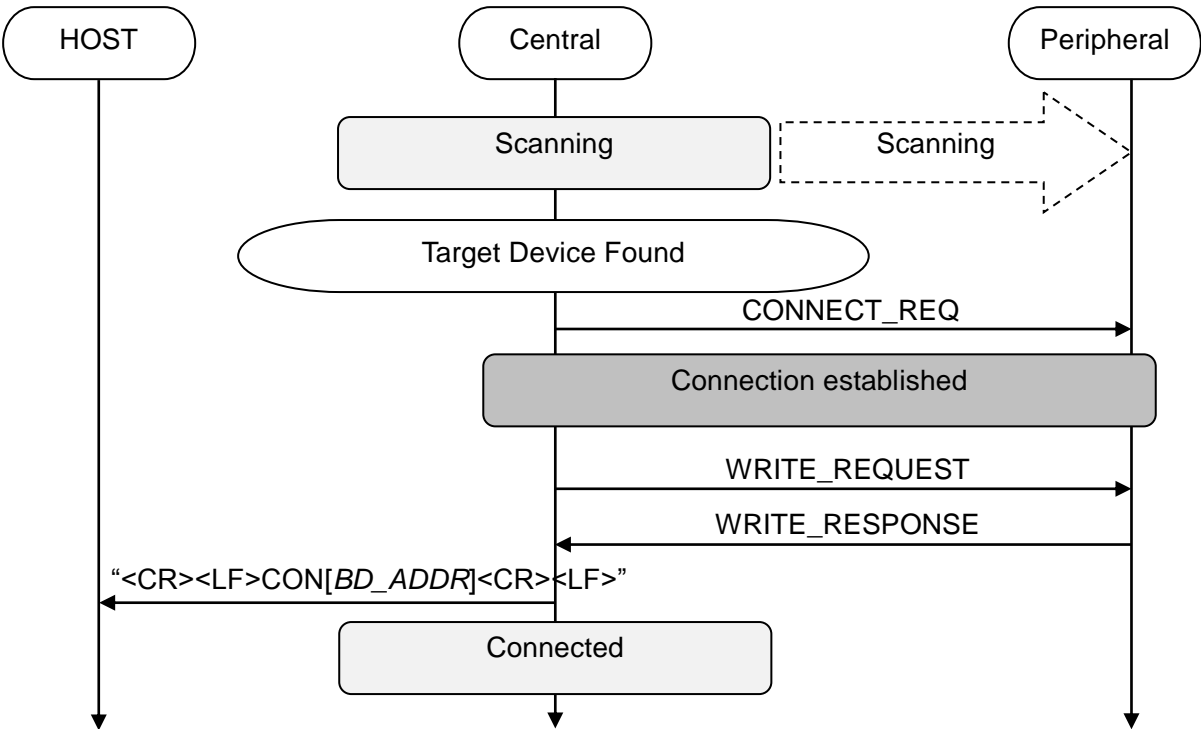 HOST
Central
Peripheral
Scanning
Scanning
Target Device Found
CONNECT_REQ
Connection established
WRITE_REQUEST
WRITE_RESPONSE
“<CR><LF>CON[BD_ADDR]<CR><LF>”
Connected